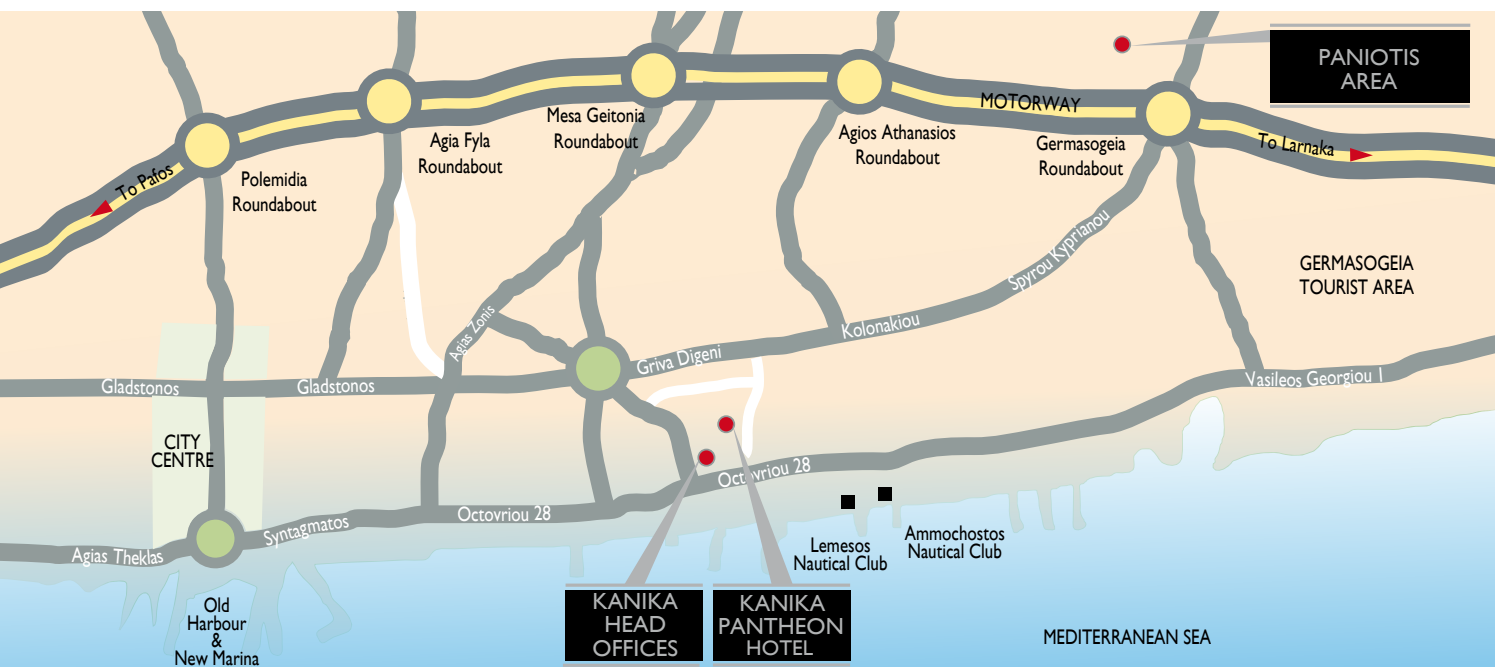 PANIOTIS
AREA
MOTORWAY
Mesa Geitonia
Roundabout
Agios Athanasios
Roundabout
Germasogeia
Roundabout
To Larnaka
Agia Fyla
Roundabout
To Pafos
Polemidia
Roundabout
Spyrou Kyprianou
GERMASOGEIA
TOURIST AREA
Agias Zonis
Kolonakiou
Griva Digeni
Gladstonos
Gladstonos
Vasileos Georgiou I
CITY
CENTRE
Octovriou 28
Octovriou 28
Syntagmatos
Agias Theklas
Lemesos
Nautical Club
Ammochostos
Nautical Club
Old
Harbour
&
New Marina
KANIKA
HEAD
OFFICES
KANIKA
PANTHEON
HOTEL
MEDITERRANEAN SEA